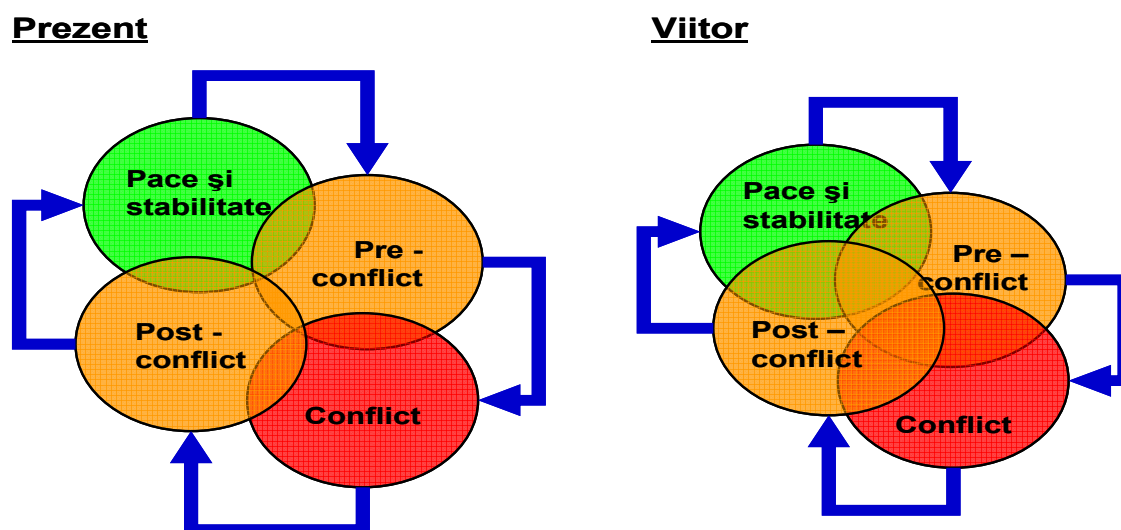 Prezent
Viitor
Pace şi
stabilitate
Pre -
conflict
Post -
conflict
Conflict
Pace şi
stabilitate
Pre –
conflict
Post –
conflict
Conflict